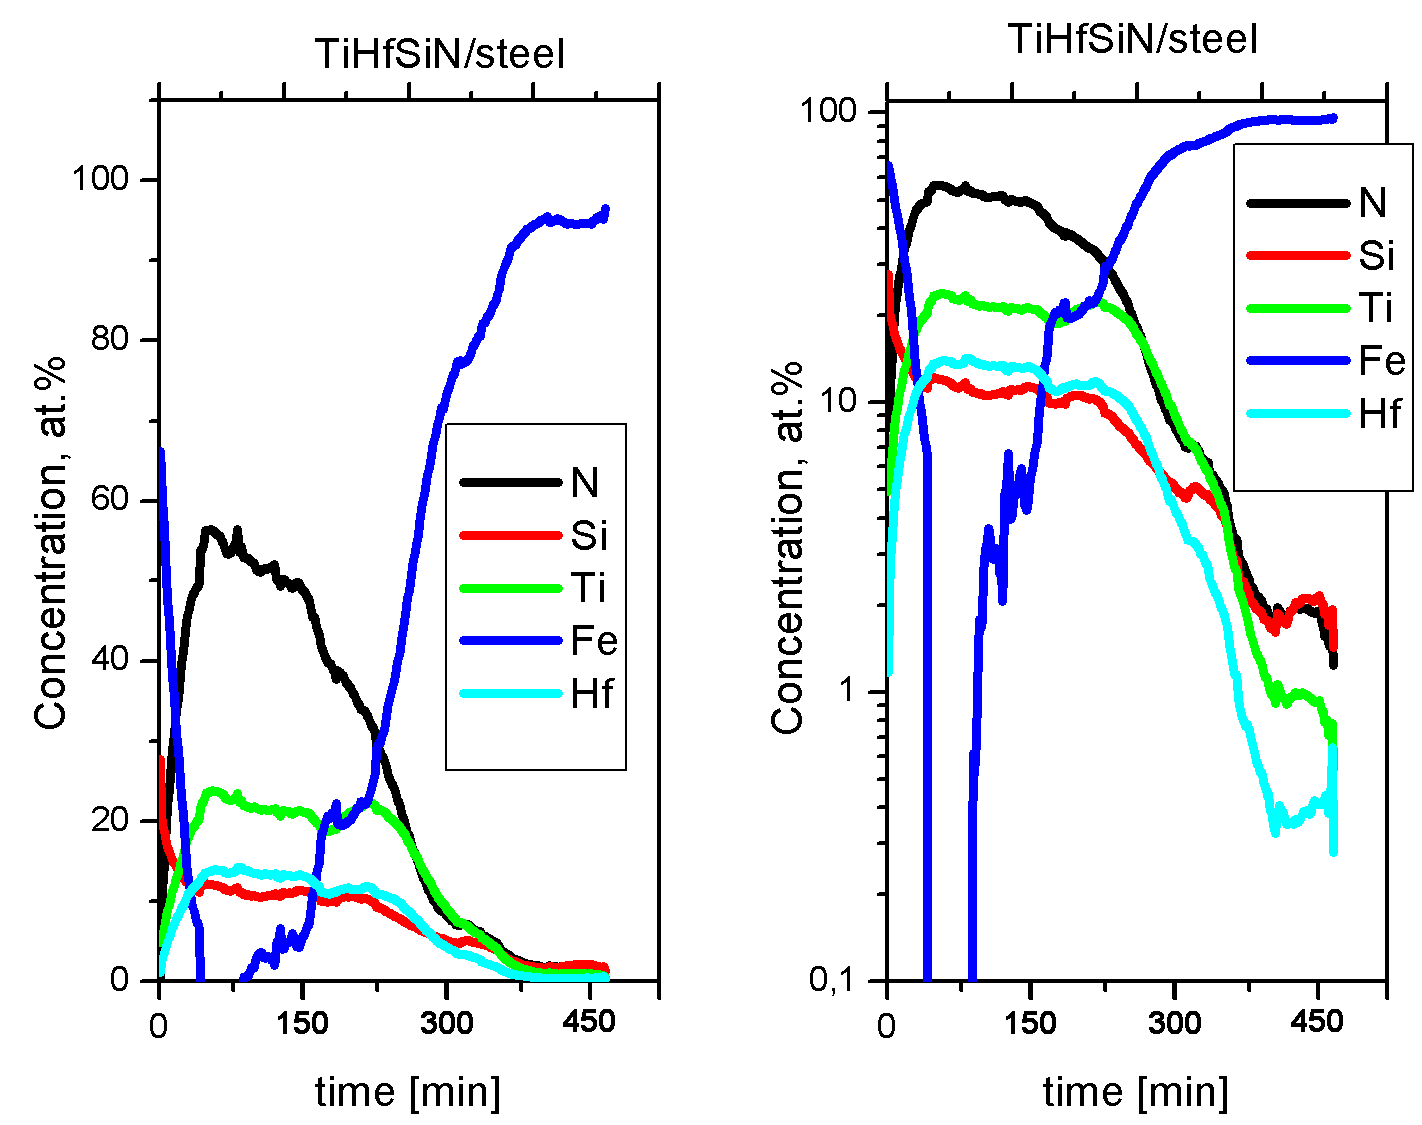 TiHfSiN/steel
Concentration, at.%
100
80
60
40
20
0
0 150 300 450
time [min]
N
Si
Ti
Fe
Hf
TiHfSiN/steel
Concentration, at.%
100
10
1
0,1
0 150 300 450
time [min]
N
Si
Ti
Fe
Hf